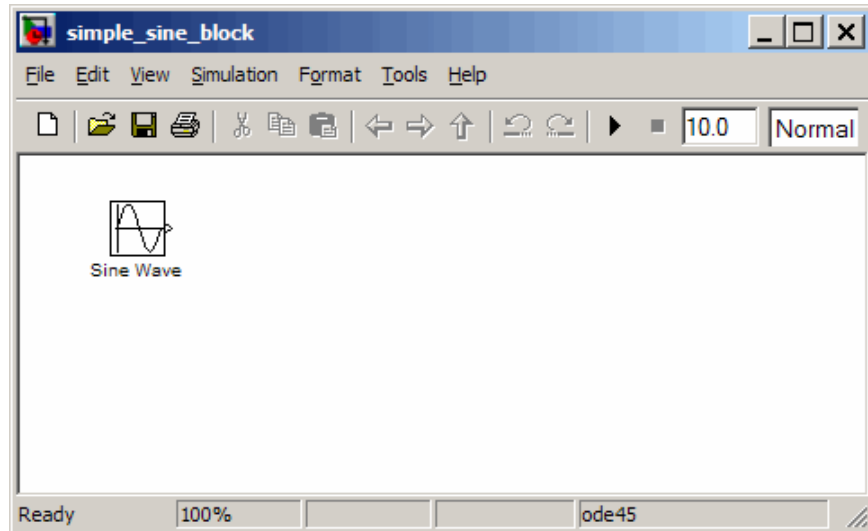 simple_sine_block
File Edit View Simulation Format Tools Help
10.0 Normal
Sine Wave
Ready 100% ode45